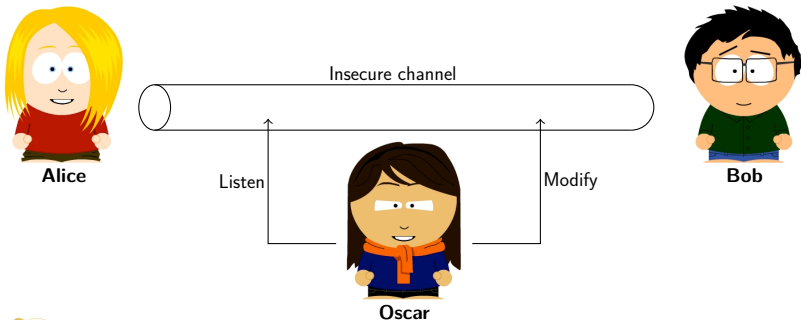 Insecure channel
Alice
Bob
Listen
Modify
Oscar